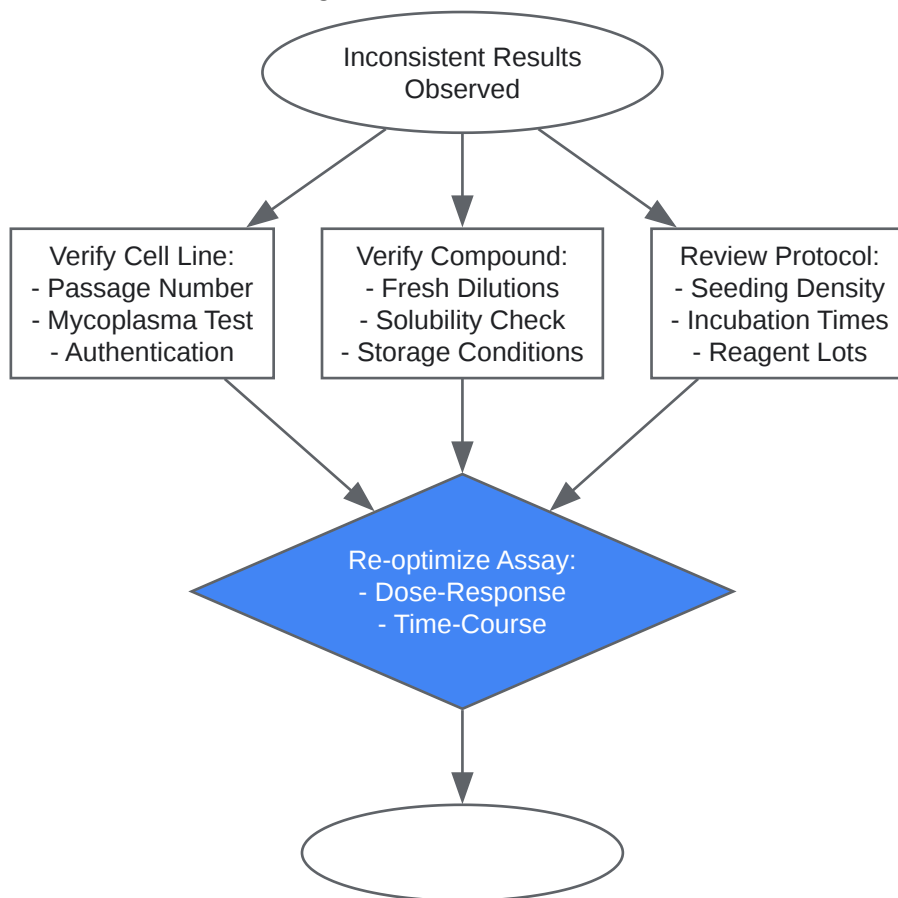 Inconsistent Results
Observed
Verify Cell Line:
- Passage Number
- Mycoplasma Test
- Authentication
Verify Compound:
- Fresh Dilutions
- Solubility Check
- Storage Conditions
Review Protocol:
- Seeding Density
- Incubation Times
- Reagent Lots
Re-optimize Assay:
- Dose-Response
- Time-Course